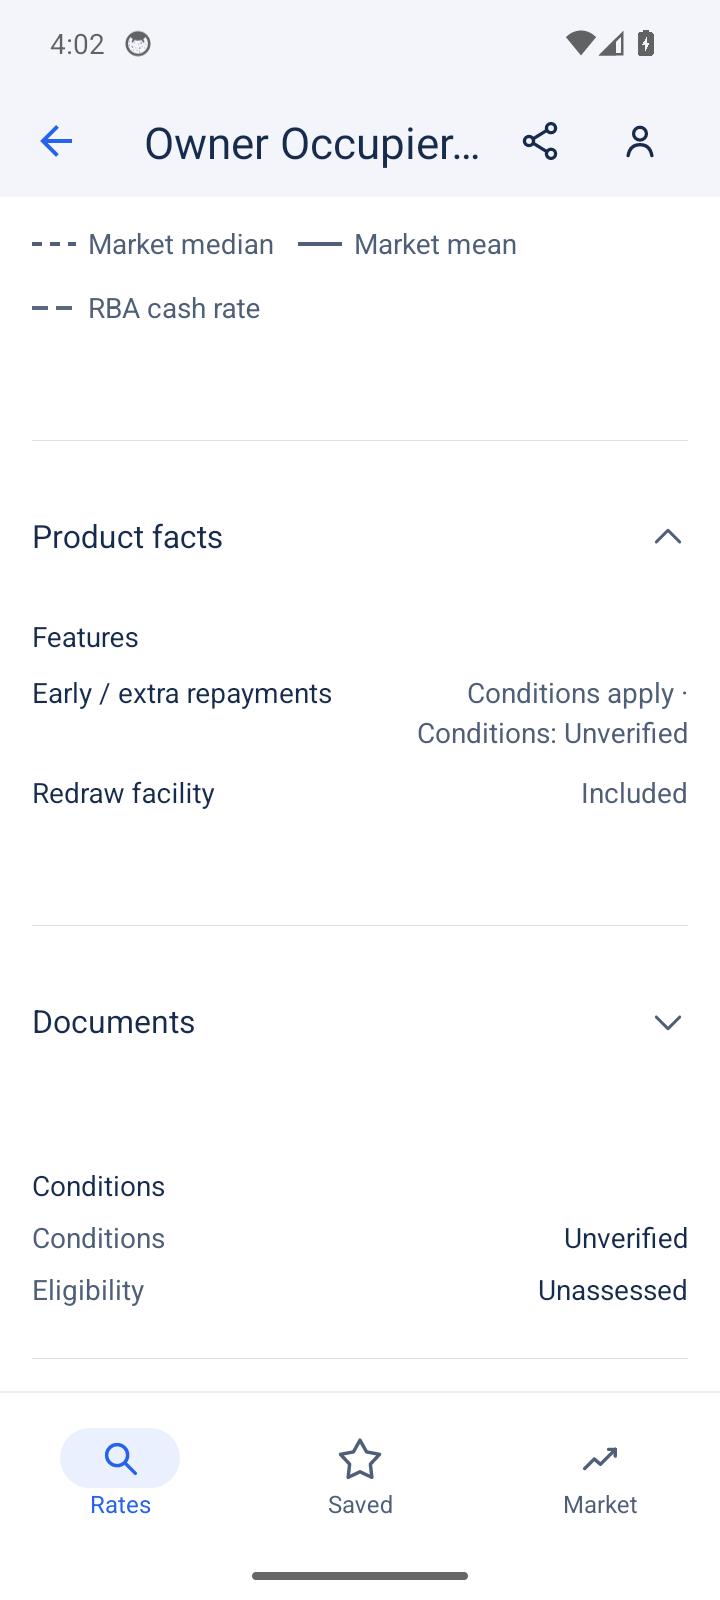 4:02
Owner Occupier...
Market median
Market mean
RBA cash rate
Product facts
Features
Early / extra repayments
Conditions apply ·
Conditions: Unverified
Redraw facility
Included
Documents
Conditions
Conditions
Unverified
Eligibility
Unassessed
Rates
Saved
Market